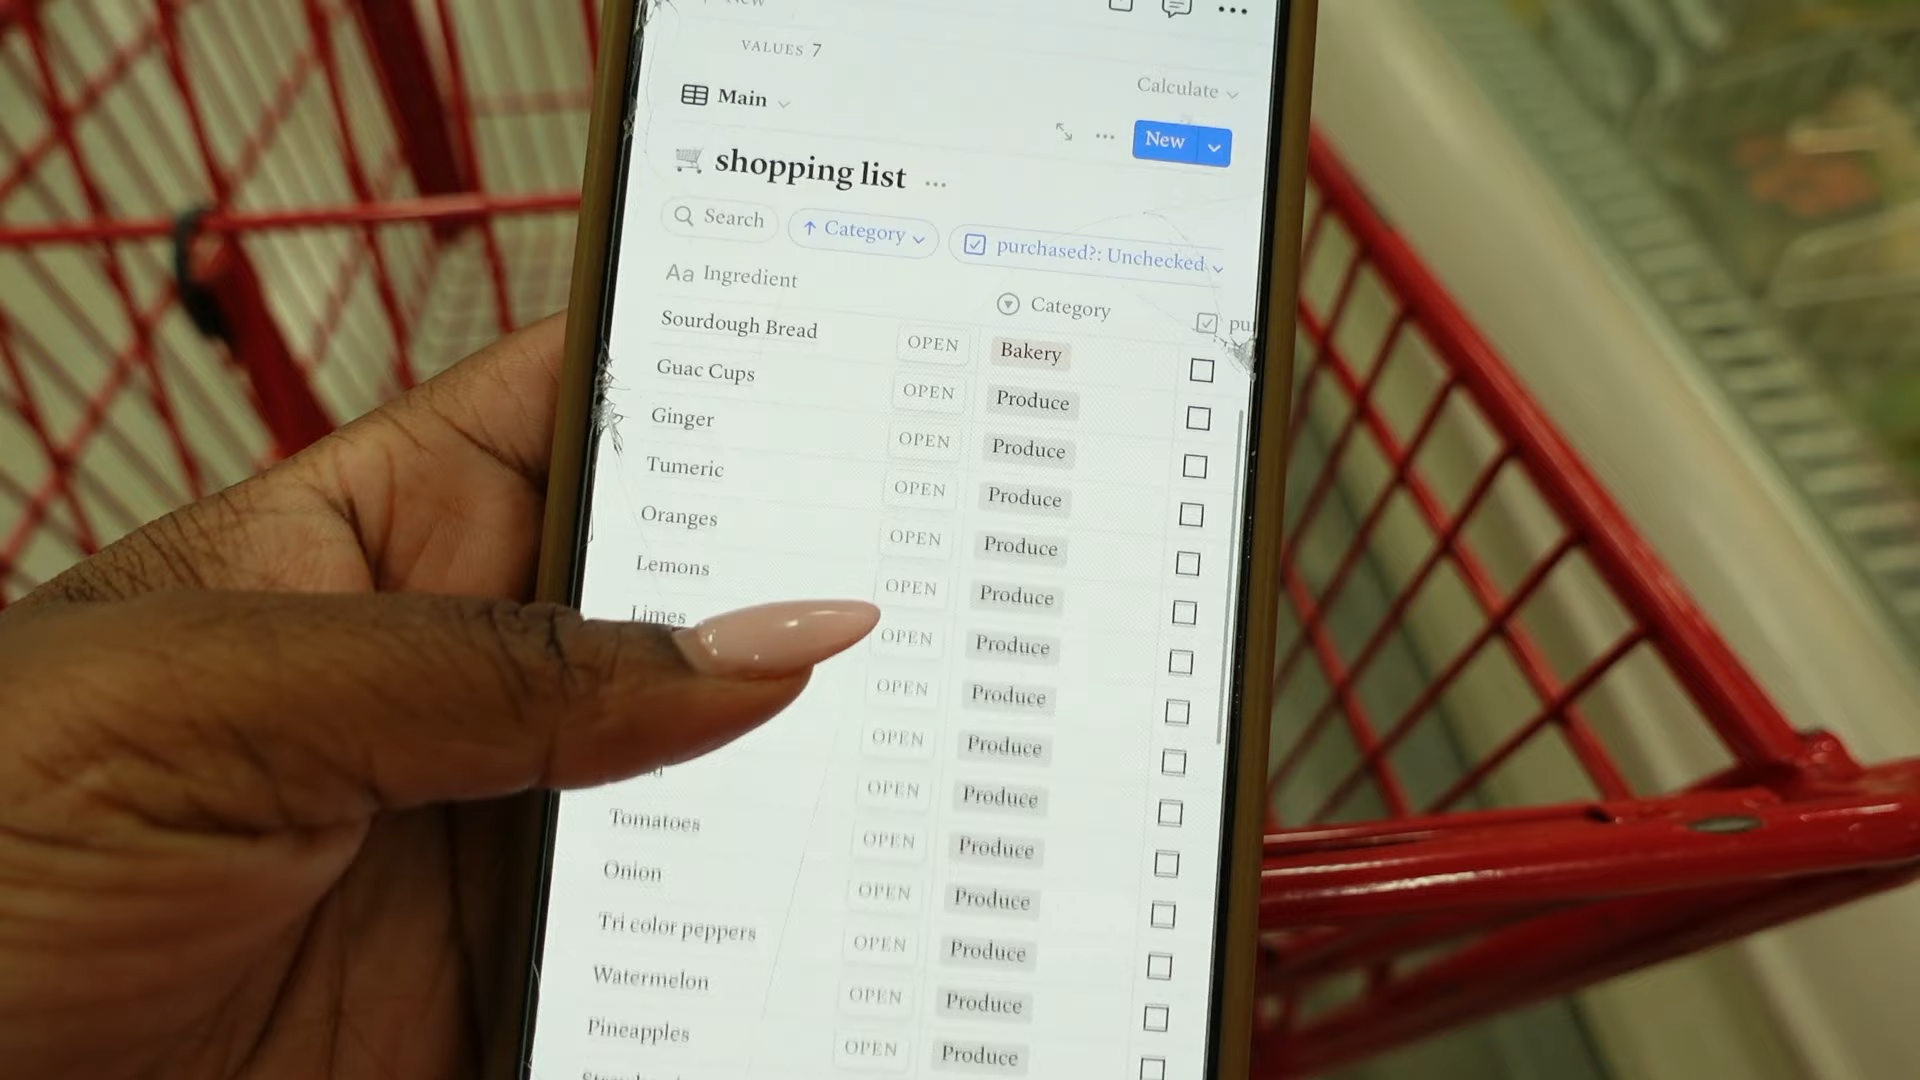 New
VALUES 7
Calculate
Main
New
shopping list
Search
Category
purchased?: Unchecked
Aa Ingredient
Category
Sourdough Bread OPEN Bakery
Guac Cups OPEN Produce
Ginger OPEN Produce
Tumeric OPEN Produce
Oranges OPEN Produce
Lemons OPEN Produce
Limes OPEN Produce
OPEN Produce
OPEN Produce
OPEN Produce
Tomatoes OPEN Produce
Onion OPEN Produce
Tri color peppers OPEN Produce
Watermelon OPEN Produce
Pineapples OPEN Produce